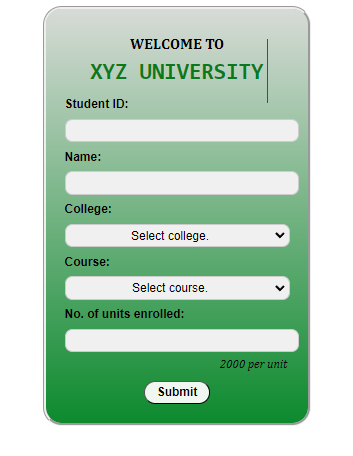 WELCOME TO
XYZ UNIVERSITY
Student ID:
Name:
College:
Select college.
Course:
Select course.
No. of units enrolled:
2000 per unit
Submit